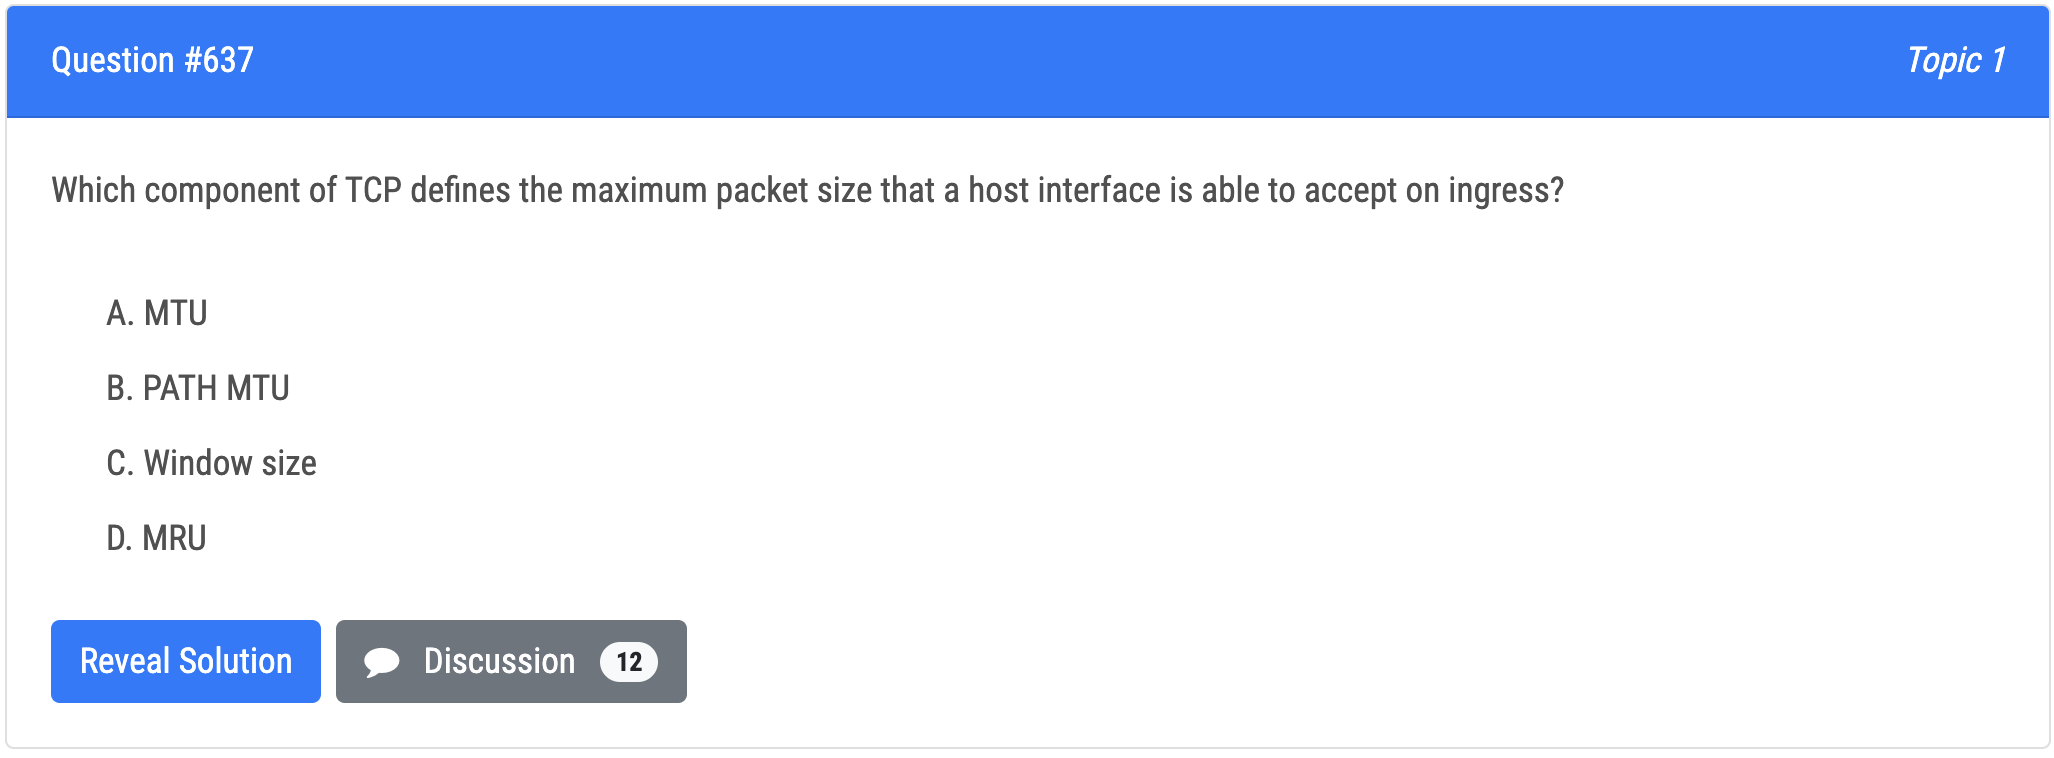 Question #637
Topic 1
Which component of TCP defines the maximum packet size that a host interface is able to accept on ingress?
A. MTU
B. PATH MTU
C. Window size
D. MRU
Reveal Solution
Discussion 12